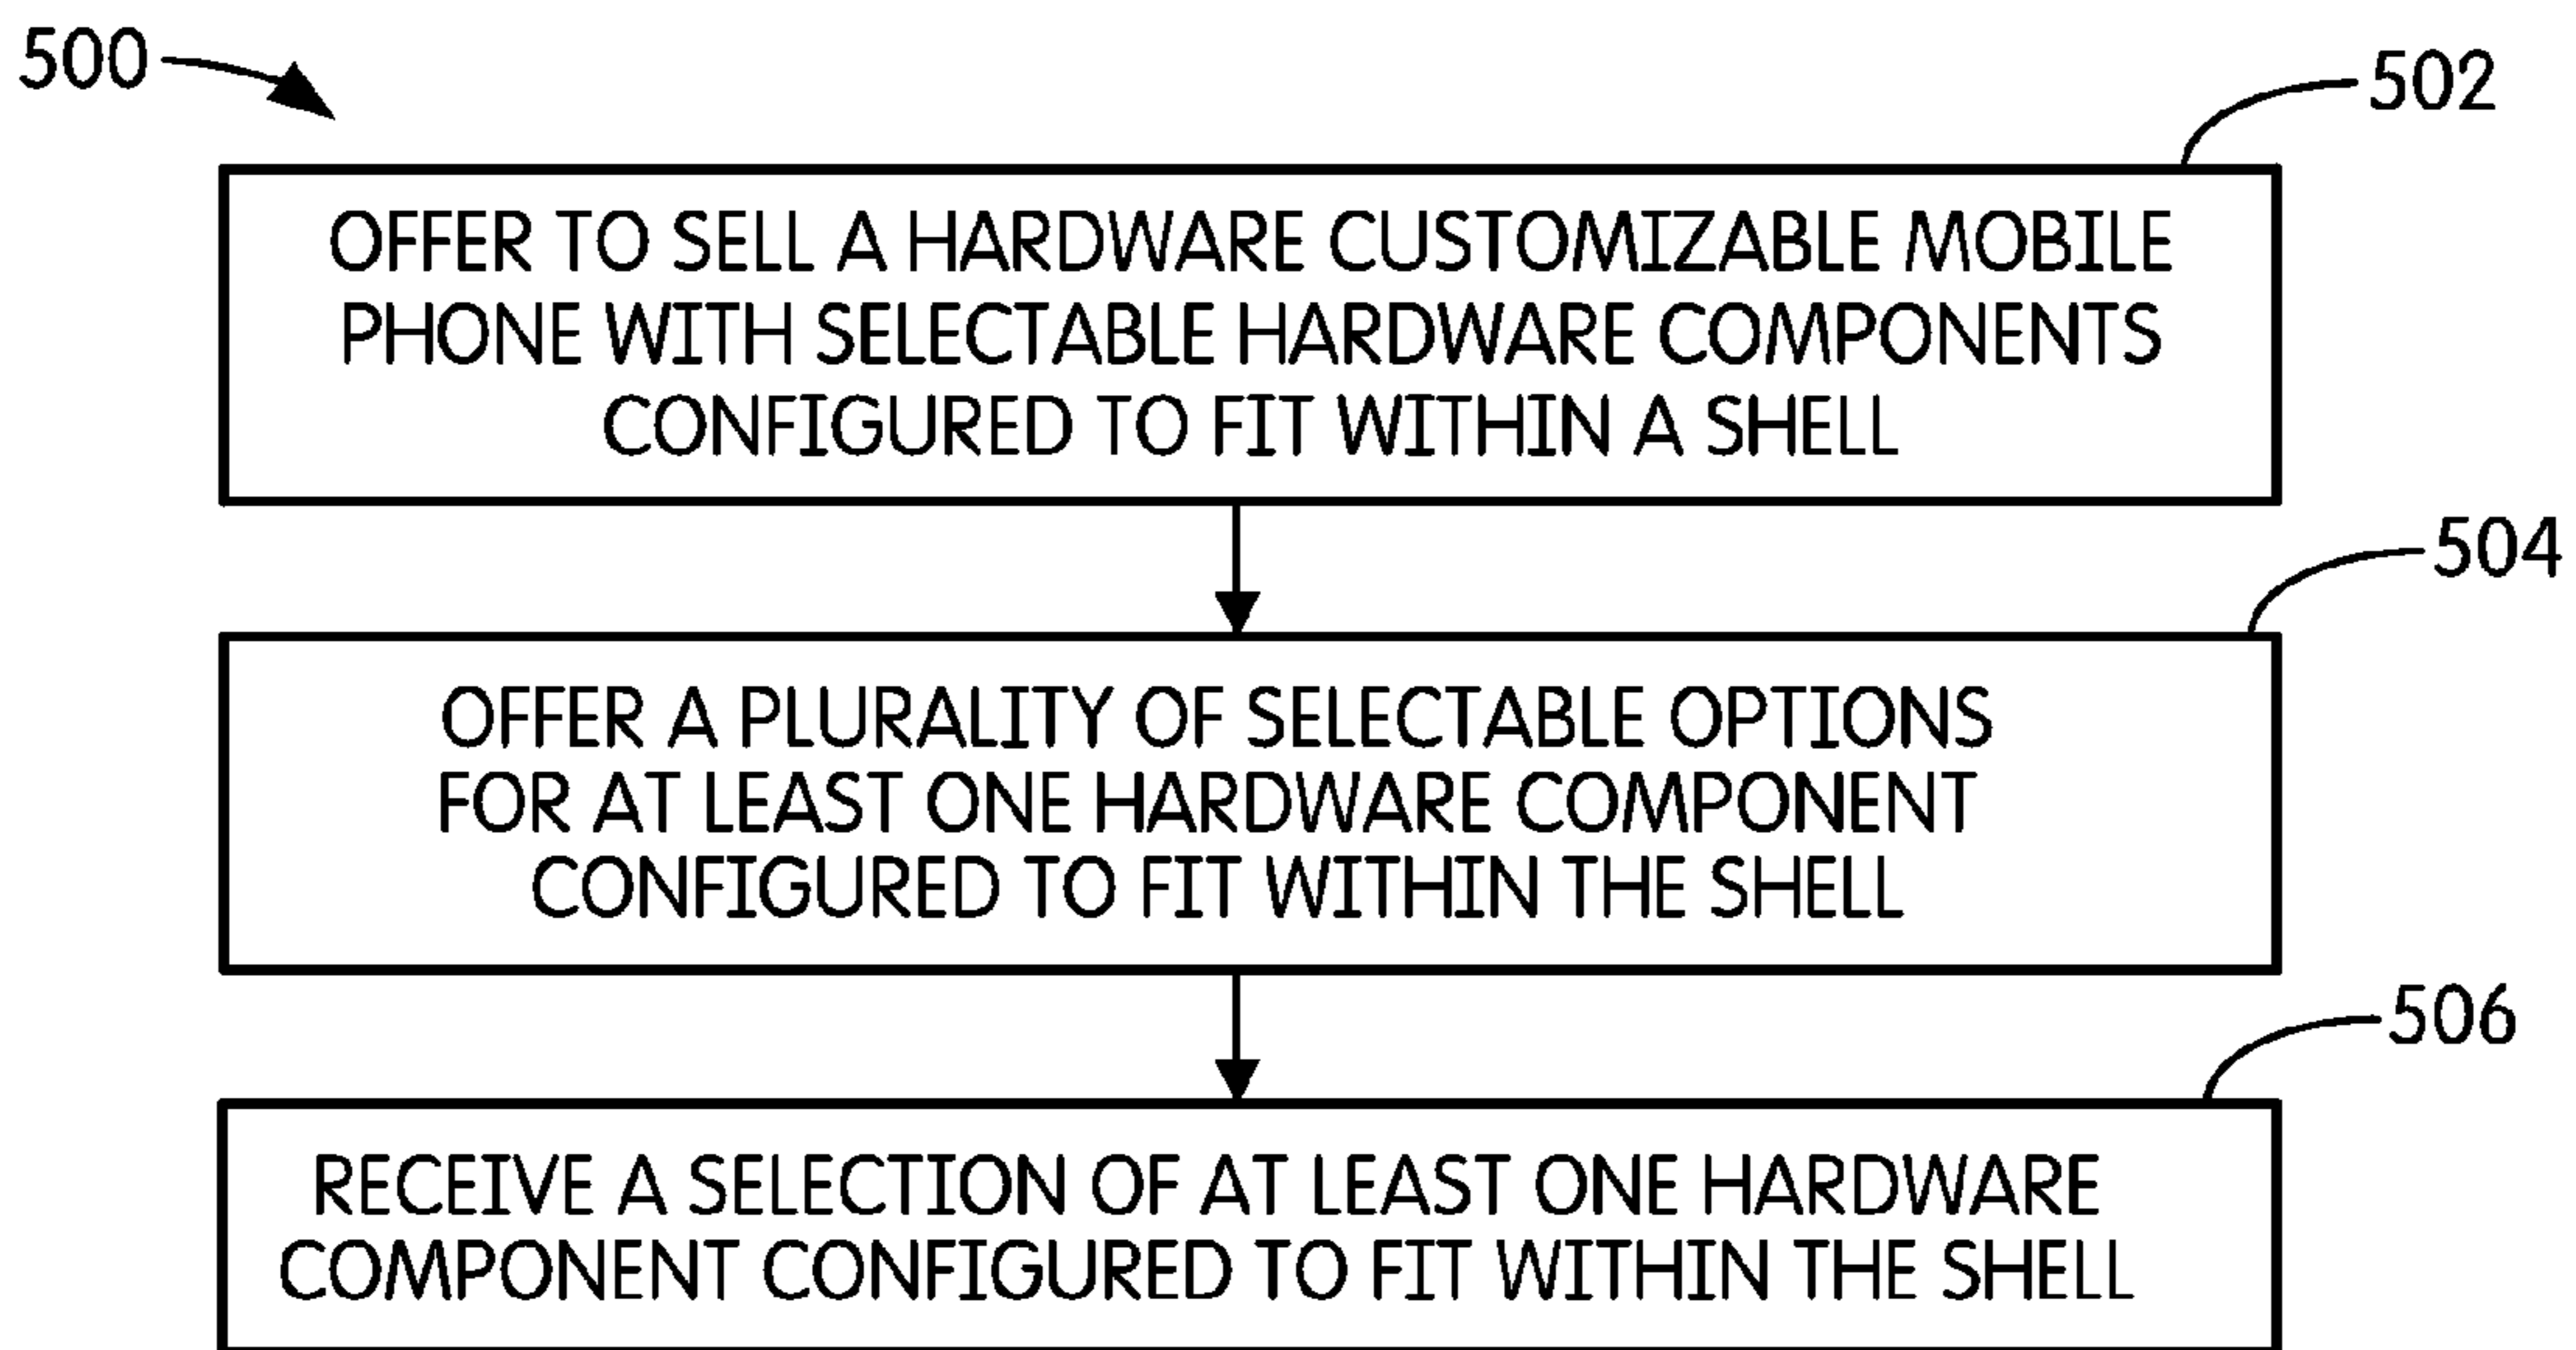 500
502
OFFER TO SELL A HARDWARE CUSTOMIZABLE MOBILE
PHONE WITH SELECTABLE HARDWARE COMPONENTS
CONFIGURED TO FIT WITHIN A SHELL
504
OFFER A PLURALITY OF SELECTABLE OPTIONS
FOR AT LEAST ONE HARDWARE COMPONENT
CONFIGURED TO FIT WITHIN THE SHELL
506
RECEIVE A SELECTION OF AT LEAST ONE HARDWARE
COMPONENT CONFIGURED TO FIT WITHIN THE SHELL